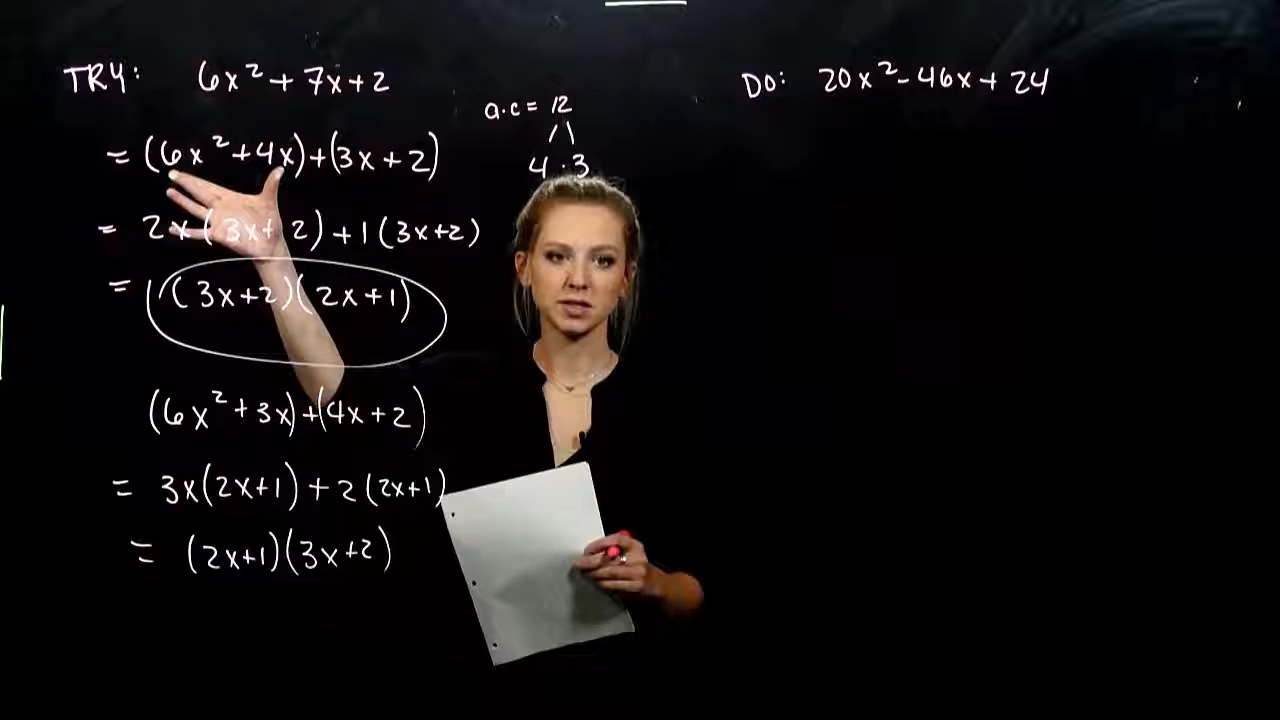 TRY: 6x² + 7x + 2
a.c = 12
4 · 3
= (6x² + 4x) + (3x + 2)
= 2x(3x + 2) + 1(3x+2)
= (3x+2)(2x+1)
(6x² + 3x) + (4x + 2)
= 3x(2x+1) + 2(2x+1)
= (2x+1)(3x+2)
DO: 20x² - 46x + 24